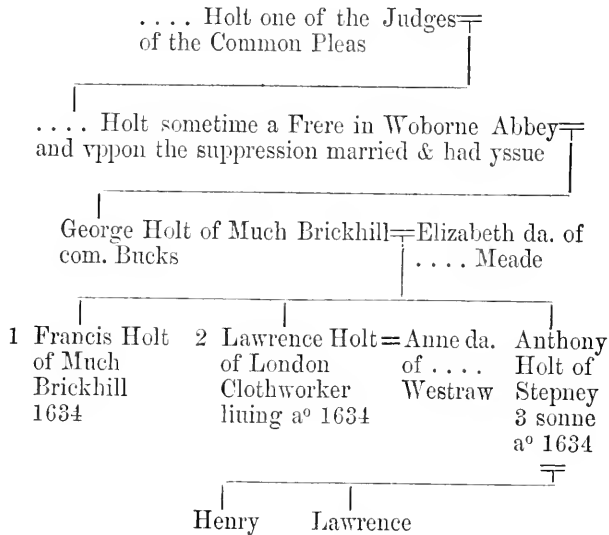 .... Holt one of the Judges
of the Common Pleas
.... Holt sometime a Frere in Woborne Abbey
and vppon the suppression married & had yssue
George Holt of Much Brickhill=Elizabeth da. of
com. Bucks .... Meade
1 Francis Holt
of Much
Brickhill
1634
2 Lawrence Holt=Anne da.
of London of ....
Clothworker Westraw
liuing aº 1634
Anthony
Holt of
Stepney
3 sonne
aº 1634
Henry Lawrence